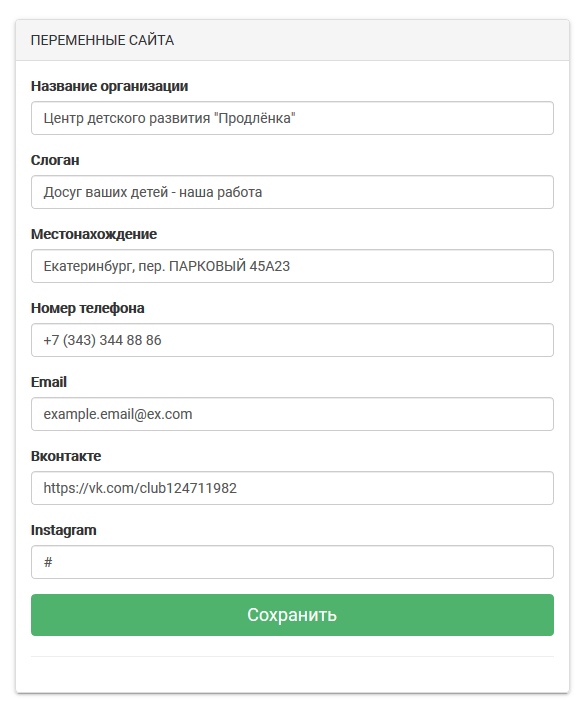 ПЕРЕМЕННЫЕ САЙТА
Название организации
Центр детского развития "Продлёнка"
Слоган
Досуг ваших детей - наша работа
Местонахождение
Екатеринбург, пер. ПАРКОВЫЙ 45А23
Номер телефона
+7 (343) 344 88 86
Email
example.email@ex.com
Вконтакте
https://vk.com/club124711982
Instagram
#
Сохранить